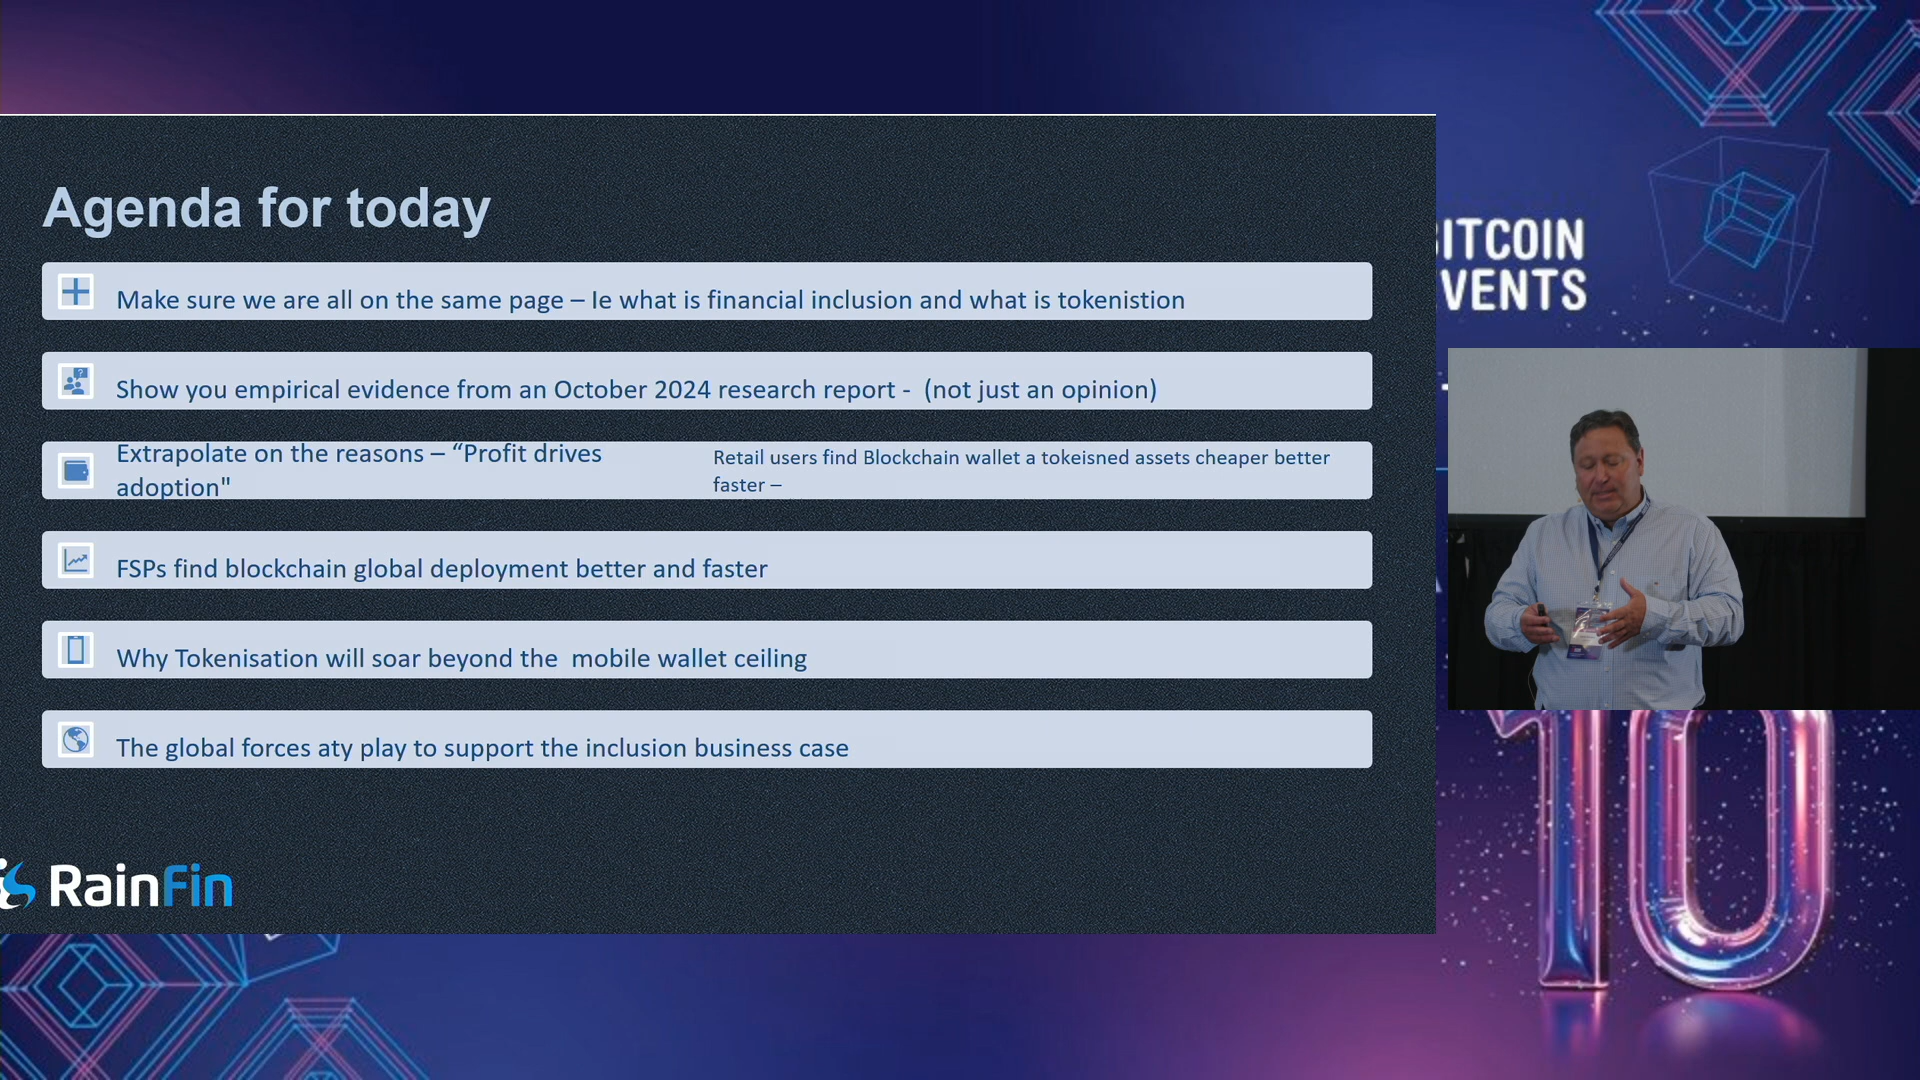 Agenda for today
Make sure we are all on the same page – Ie what is financial inclusion and what is tokenistion
Show you empirical evidence from an October 2024 research report -  (not just an opinion)
Extrapolate on the reasons – “Profit drives
adoption"
Retail users find Blockchain wallet a tokeisned assets cheaper better
faster –
FSPs find blockchain global deployment better and faster
Why Tokenisation will soar beyond the  mobile wallet ceiling
The global forces aty play to support the inclusion business case
RainFin
ITCOIN
VENTS
10